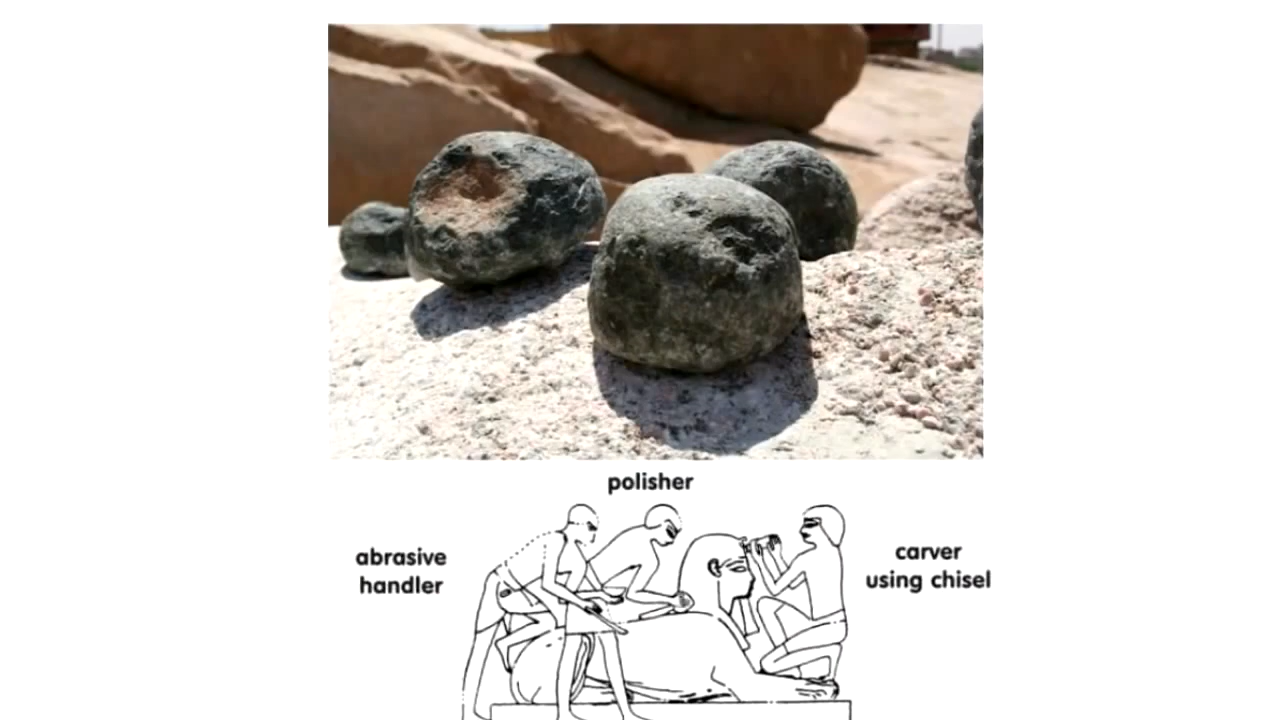 polisher
abrasive
handler
carver
using chisel